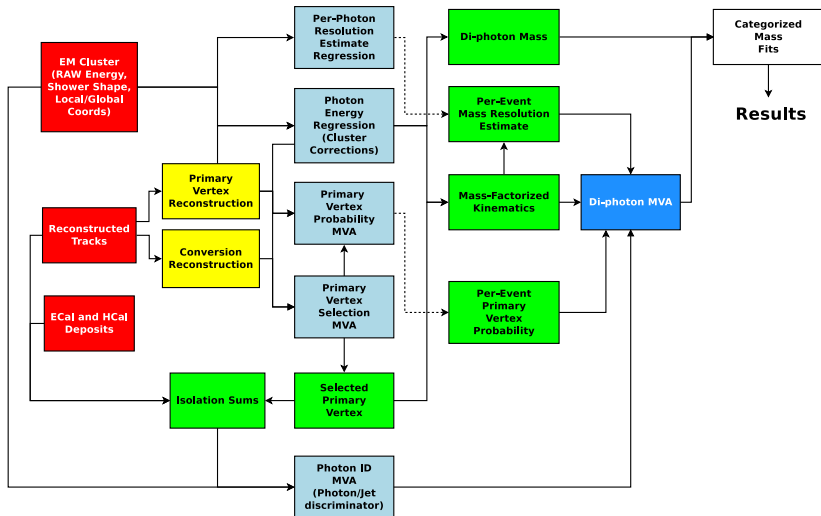 EM Cluster
(RAW Energy,
Shower Shape,
Local/Global
Coords)
Per-Photon
Resolution
Estimate
Regression
Di-photon Mass
Categorized
Mass
Fits
Results
Photon
Energy
Regression
(Cluster
Corrections)
Per-Event
Mass Resolution
Estimate
Primary
Vertex
Reconstruction
Primary
Vertex
Probability
MVA
Mass-Factorized
Kinematics
Di-photon MVA
Reconstructed
Tracks
Conversion
Reconstruction
Primary
Vertex
Selection
MVA
Per-Event
Primary
Vertex
Probability
ECal and HCal
Deposits
Isolation Sums
Selected
Primary
Vertex
Photon ID
MVA
(Photon/Jet
discriminator)